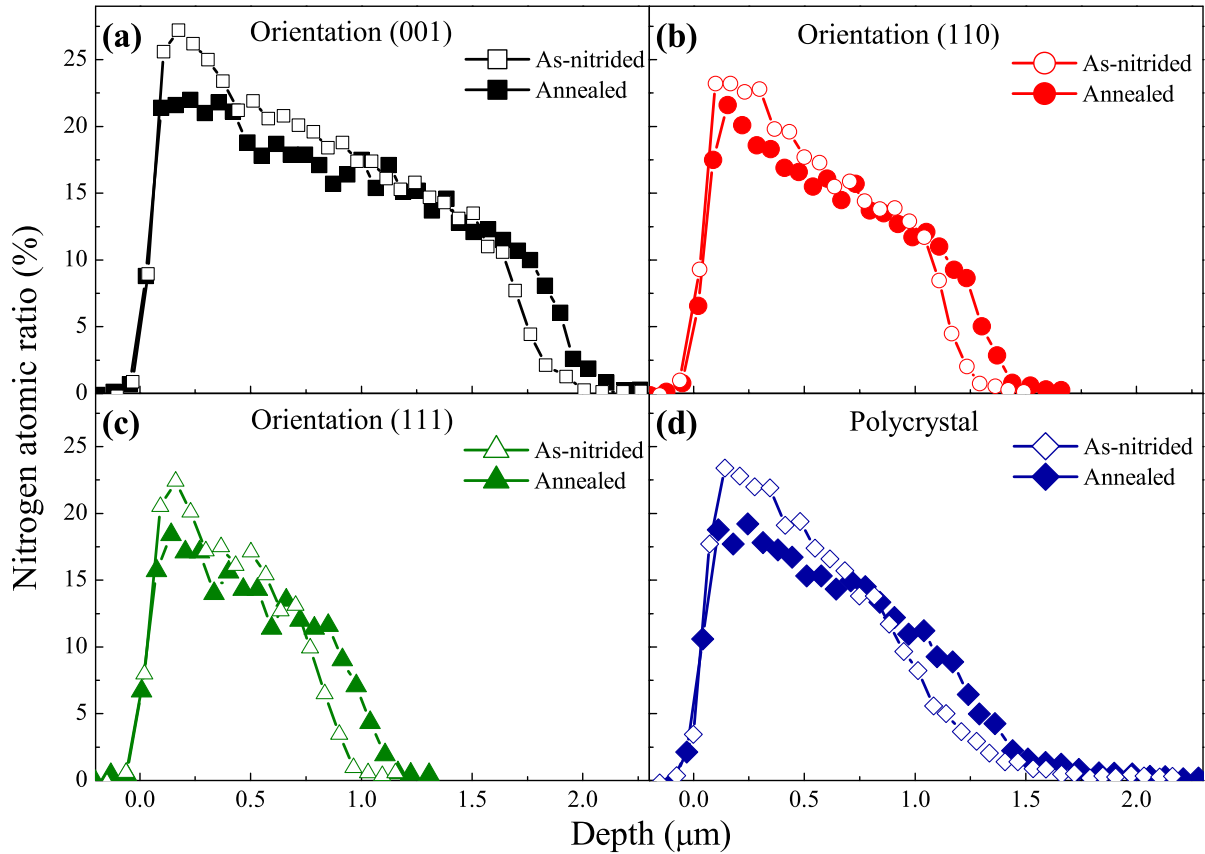 (a) Orientation (001)
As-nitrided
Annealed
(b) Orientation (110)
As-nitrided
Annealed
25
20
15
10
5
0
(c) Orientation (111)
As-nitrided
Annealed
(d) Polycrystal
As-nitrided
Annealed
25
20
15
10
5
0
0.0 0.5 1.0 1.5 2.0
0.0 0.5 1.0 1.5 2.0
Nitrogen atomic ratio (%)
Depth (μm)